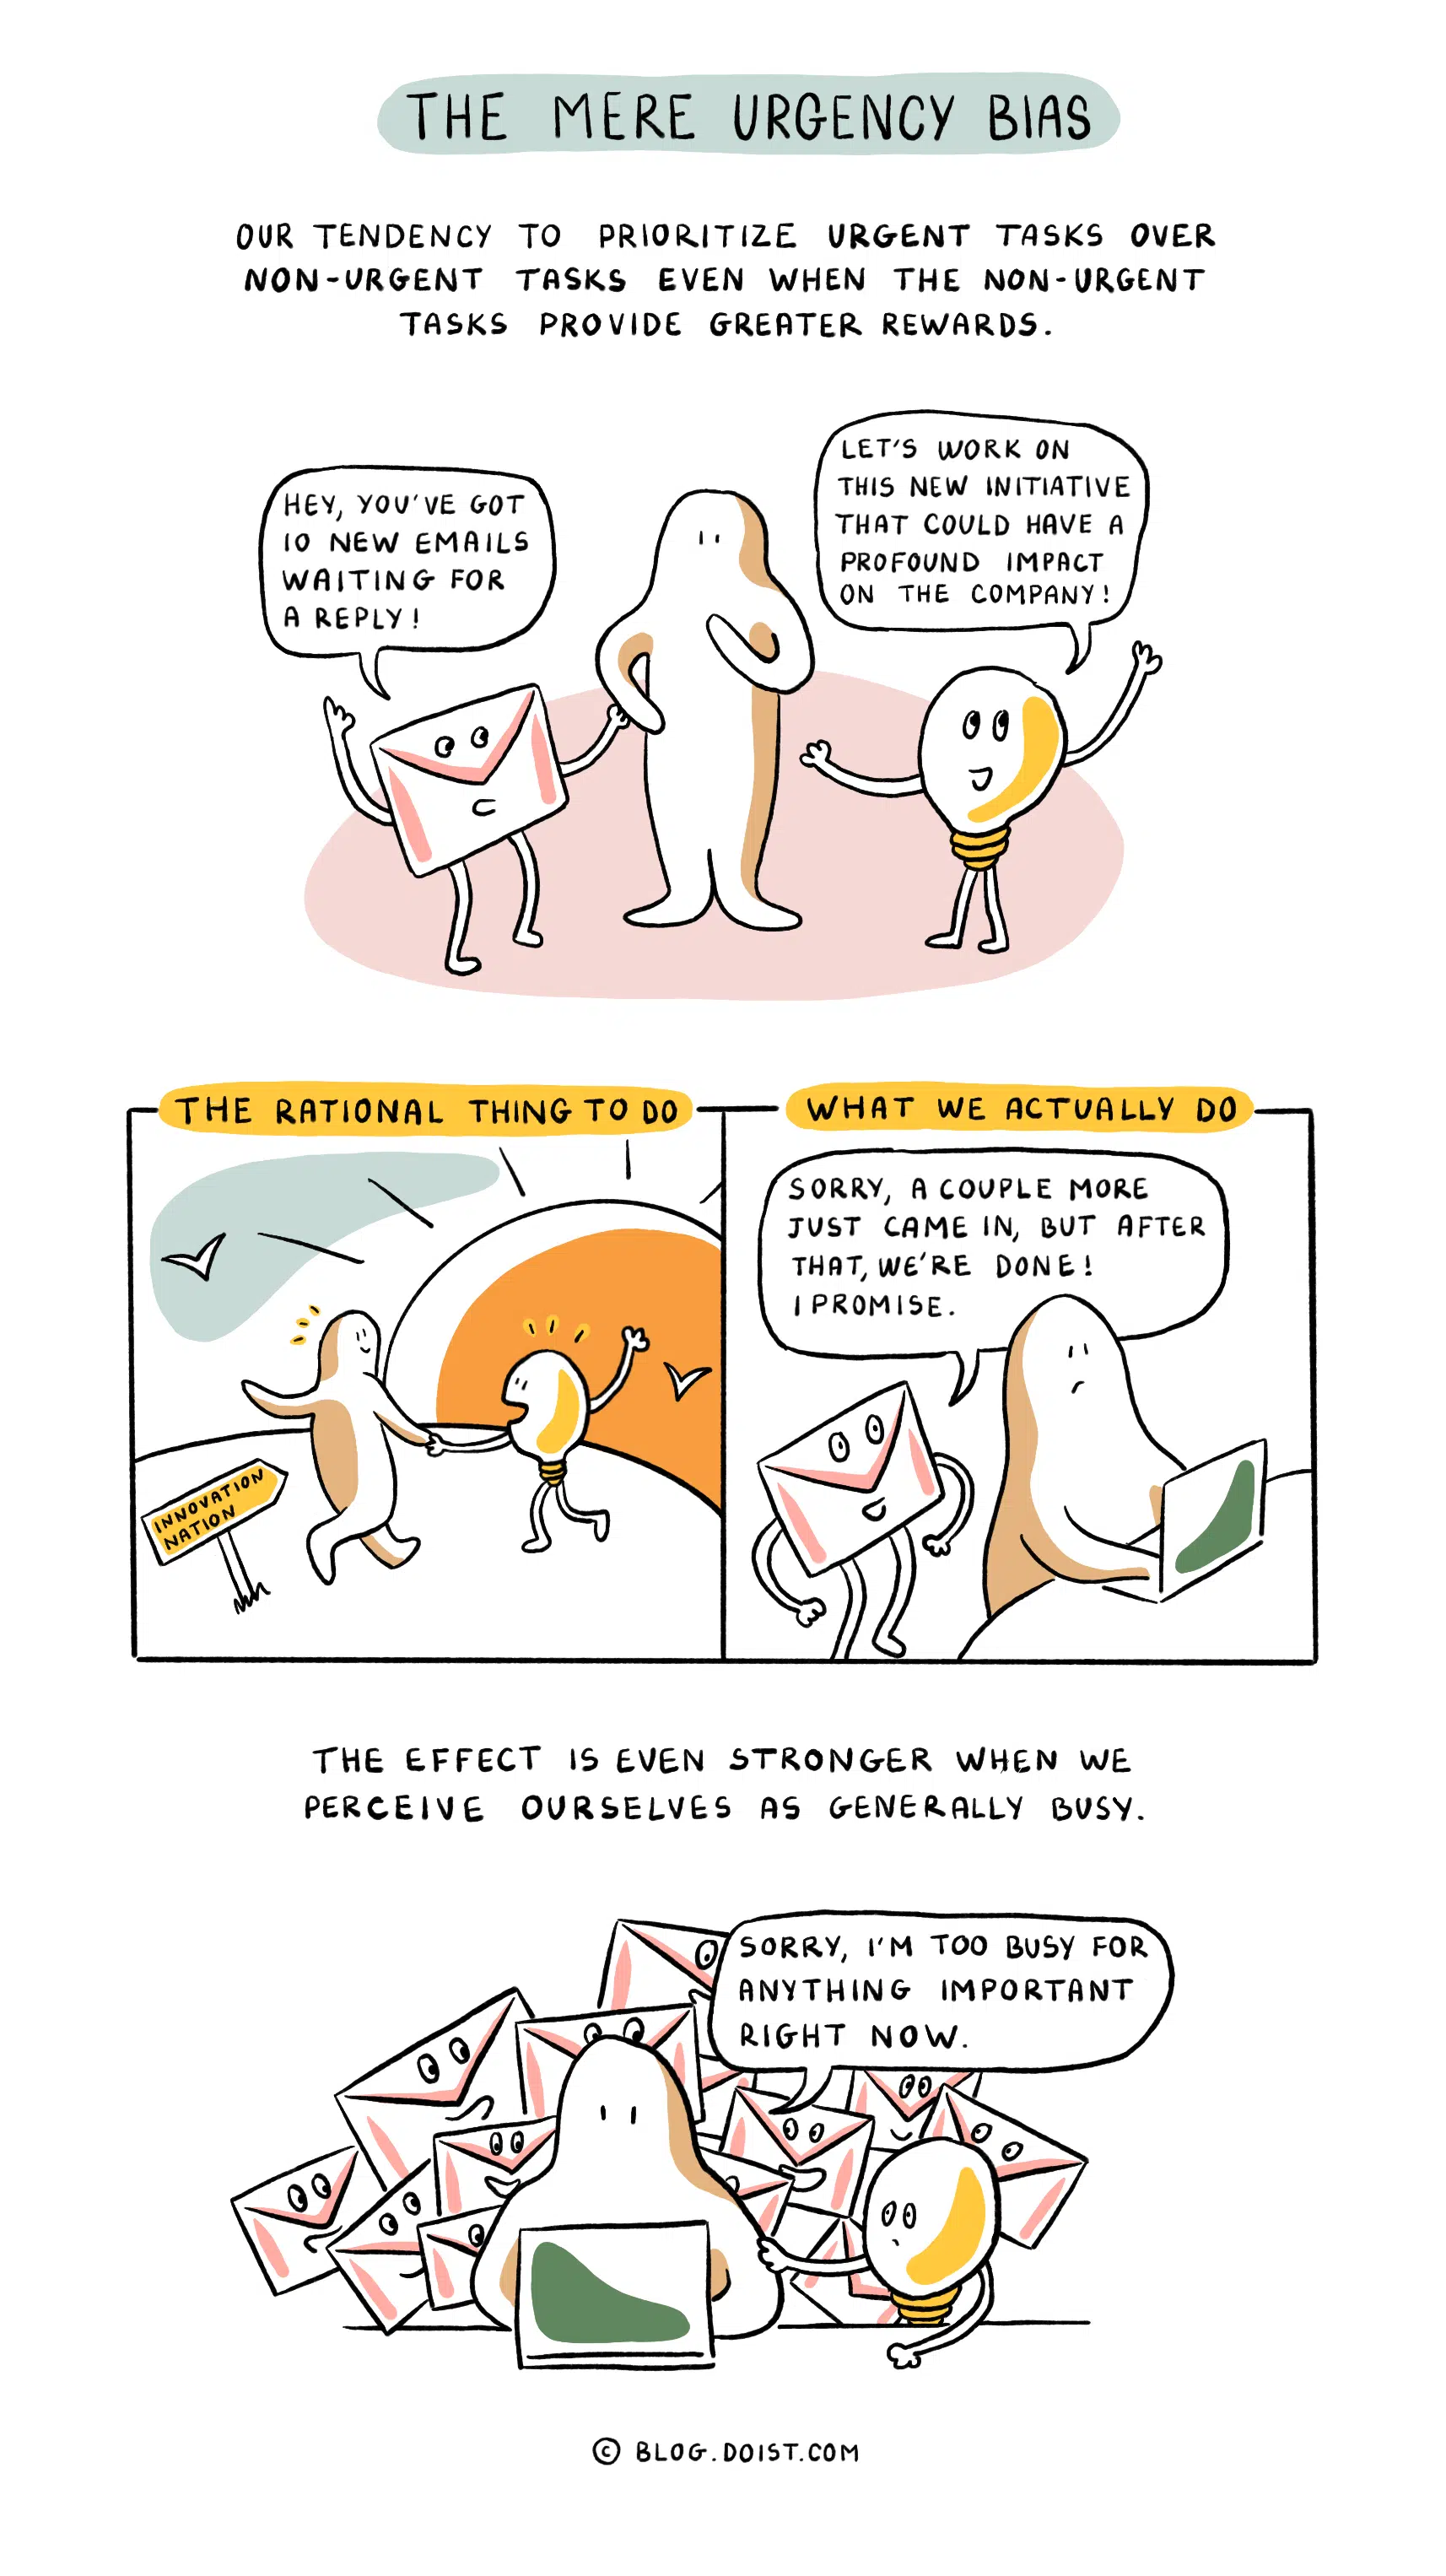 THE MERE URGENCY BIAS
OUR TENDENCY TO PRIORITIZE URGENT TASKS OVER
NON-URGENT TASKS EVEN WHEN THE NON-URGENT
TASKS PROVIDE GREATER REWARDS.
HEY, YOU'VE GOT
10 NEW EMAILS
WAITING FOR
A REPLY!
LET'S WORK ON
THIS NEW INITIATIVE
THAT COULD HAVE A
PROFOUND IMPACT
ON THE COMPANY!
THE RATIONAL THING TO DO
INNOVATION
NATION
WHAT WE ACTUALLY DO
SORRY, A COUPLE MORE
JUST CAME IN, BUT AFTER
THAT, WE'RE DONE!
I PROMISE.
THE EFFECT IS EVEN STRONGER WHEN WE
PERCEIVE OURSELVES AS GENERALLY BUSY.
SORRY, I'M TOO BUSY FOR
ANYTHING IMPORTANT
RIGHT NOW.
© BLOG.DOIST.COM